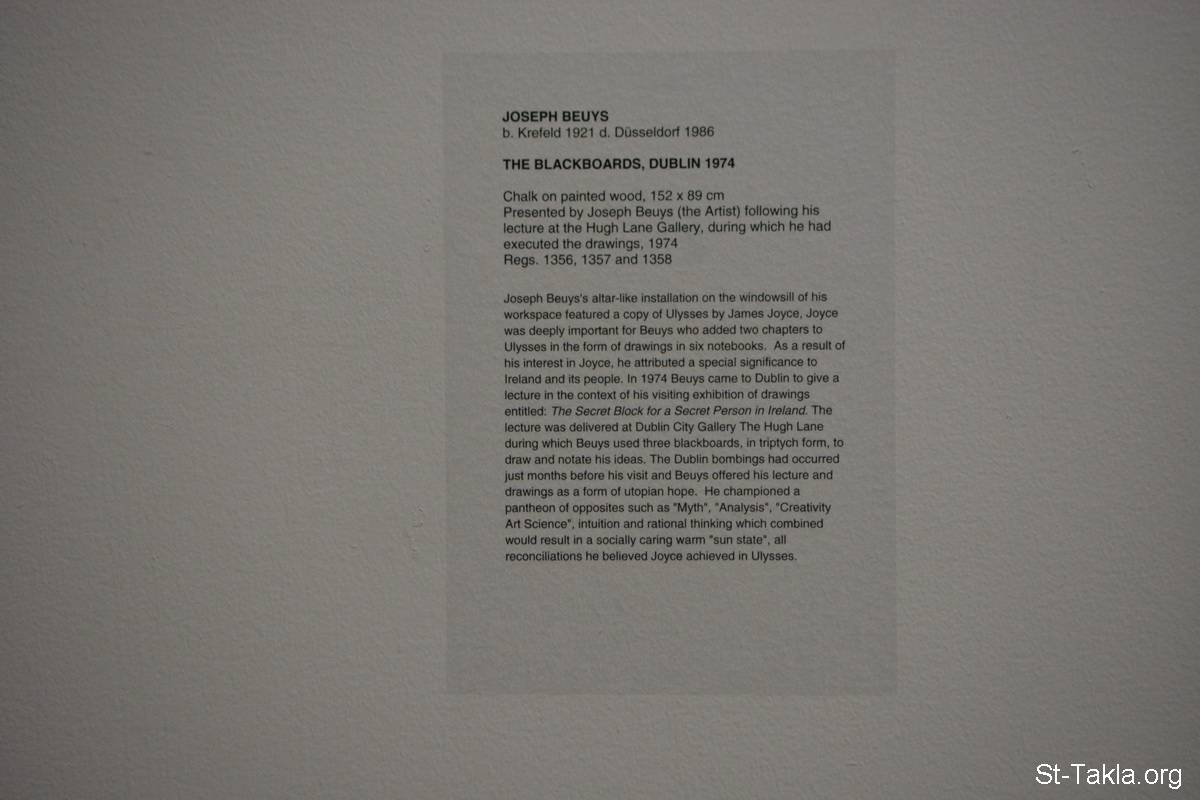 JOSEPH BEUYS
b. Krefeld 1921 d. Düsseldorf 1986
THE BLACKBOARDS, DUBLIN 1974
Chalk on painted wood, 152 x 89 cm
Presented by Joseph Beuys (the Artist) following his
lecture at the Hugh Lane Gallery, during which he had
executed the drawings, 1974
Regs. 1356, 1357 and 1358
Joseph Beuys's altar-like installation on the windowsill of his
workspace featured a copy of Ulysses by James Joyce, Joyce
was deeply important for Beuys who added two chapters to
Ulysses in the form of drawings in six notebooks.  As a result of
his interest in Joyce, he attributed a special significance to
Ireland and its people. In 1974 Beuys came to Dublin to give a
lecture in the context of his visiting exhibition of drawings
entitled: The Secret Block for a Secret Person in Ireland. The
lecture was delivered at Dublin City Gallery The Hugh Lane
during which Beuys used three blackboards, in triptych form, to
draw and notate his ideas. The Dublin bombings had occurred
just months before his visit and Beuys offered his lecture and
drawings as a form of utopian hope.  He championed a
pantheon of opposites such as "Myth", "Analysis", "Creativity
Art Science", intuition and rational thinking which combined
would result in a socially caring warm "sun state", all
reconciliations he believed Joyce achieved in Ulysses.
St-Takla.org